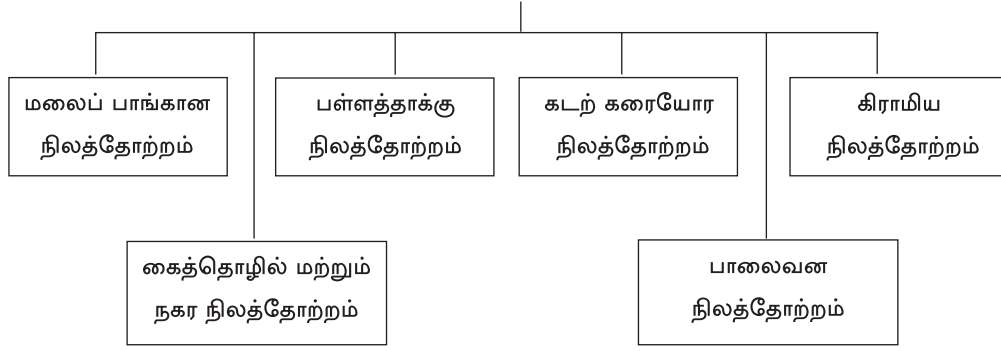 மலைப் பாங்கான
நிலத்தோற்றம்
பள்ளத்தாக்கு
நிலத்தோற்றம்
கடற் கரையோர
நிலத்தோற்றம்
கிராமிய
நிலத்தோற்றம்
கைத்தொழில் மற்றும்
நகர நிலத்தோற்றம்
பாலைவன
நிலத்தோற்றம்